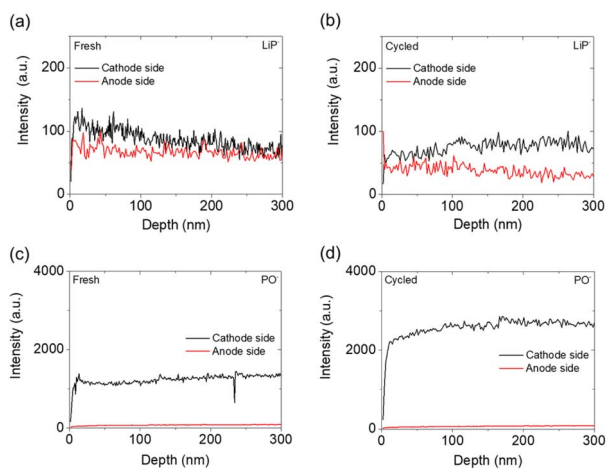 (a)
Fresh LiP⁻
Cathode side
Anode side
Intensity (a.u.)
200
100
0
0 100 200 300
Depth (nm)
(b)
Cycled LiP⁻
Cathode side
Anode side
Intensity (a.u.)
200
100
0
0 100 200 300
Depth (nm)
(c)
Fresh PO⁻
Cathode side
Anode side
Intensity (a.u.)
4000
2000
0
0 100 200 300
Depth (nm)
(d)
Cycled PO⁻
Cathode side
Anode side
Intensity (a.u.)
4000
2000
0
0 100 200 300
Depth (nm)